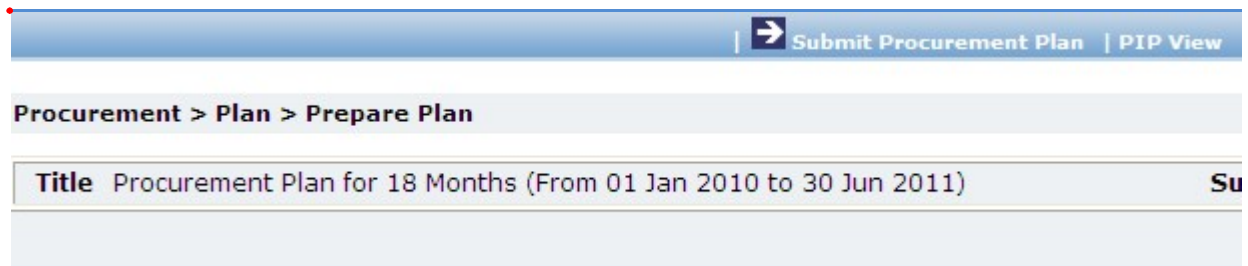 | Submit Procurement Plan | PIP View
Procurement > Plan > Prepare Plan
Title Procurement Plan for 18 Months (From 01 Jan 2010 to 30 Jun 2011) Su